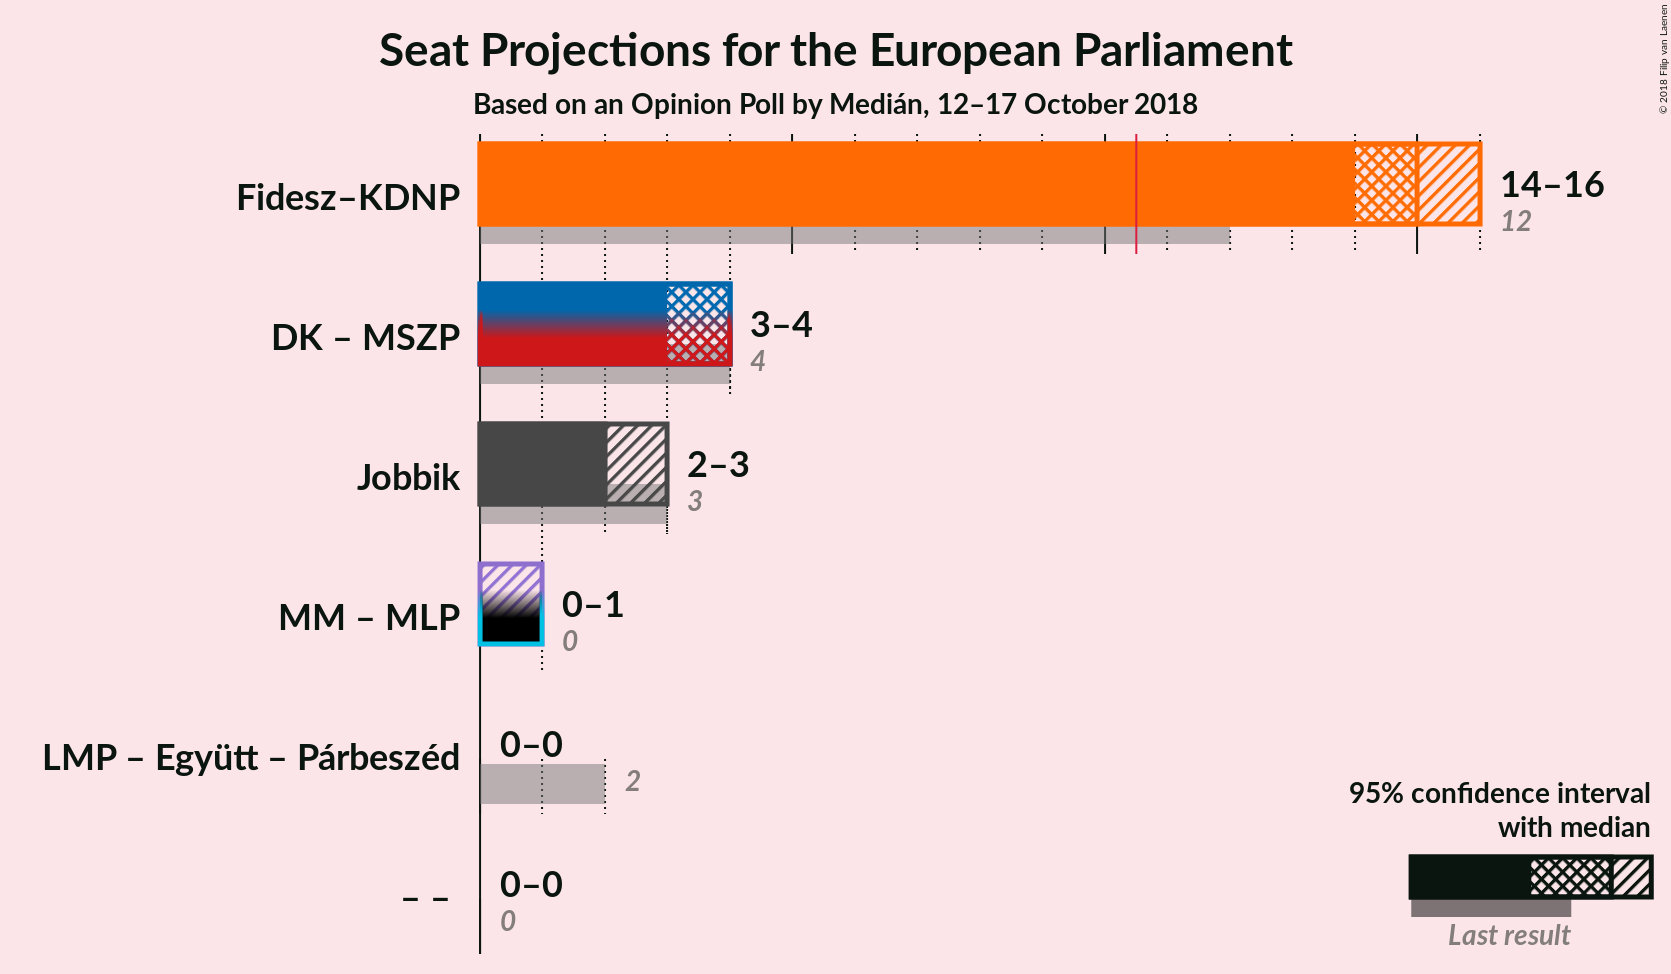 Seat Projections for the European Parliament
Based on an Opinion Poll by Medián, 12–17 October 2018
© 2018 Filip van Laenen
Fidesz–KDNP
14–16
12
DK – MSZP
3–4
4
Jobbik
2–3
3
MM – MLP
0–1
0
LMP – Együtt – Párbeszéd
0–0
2
– –
0–0
0
95% confidence interval
with median
Last result